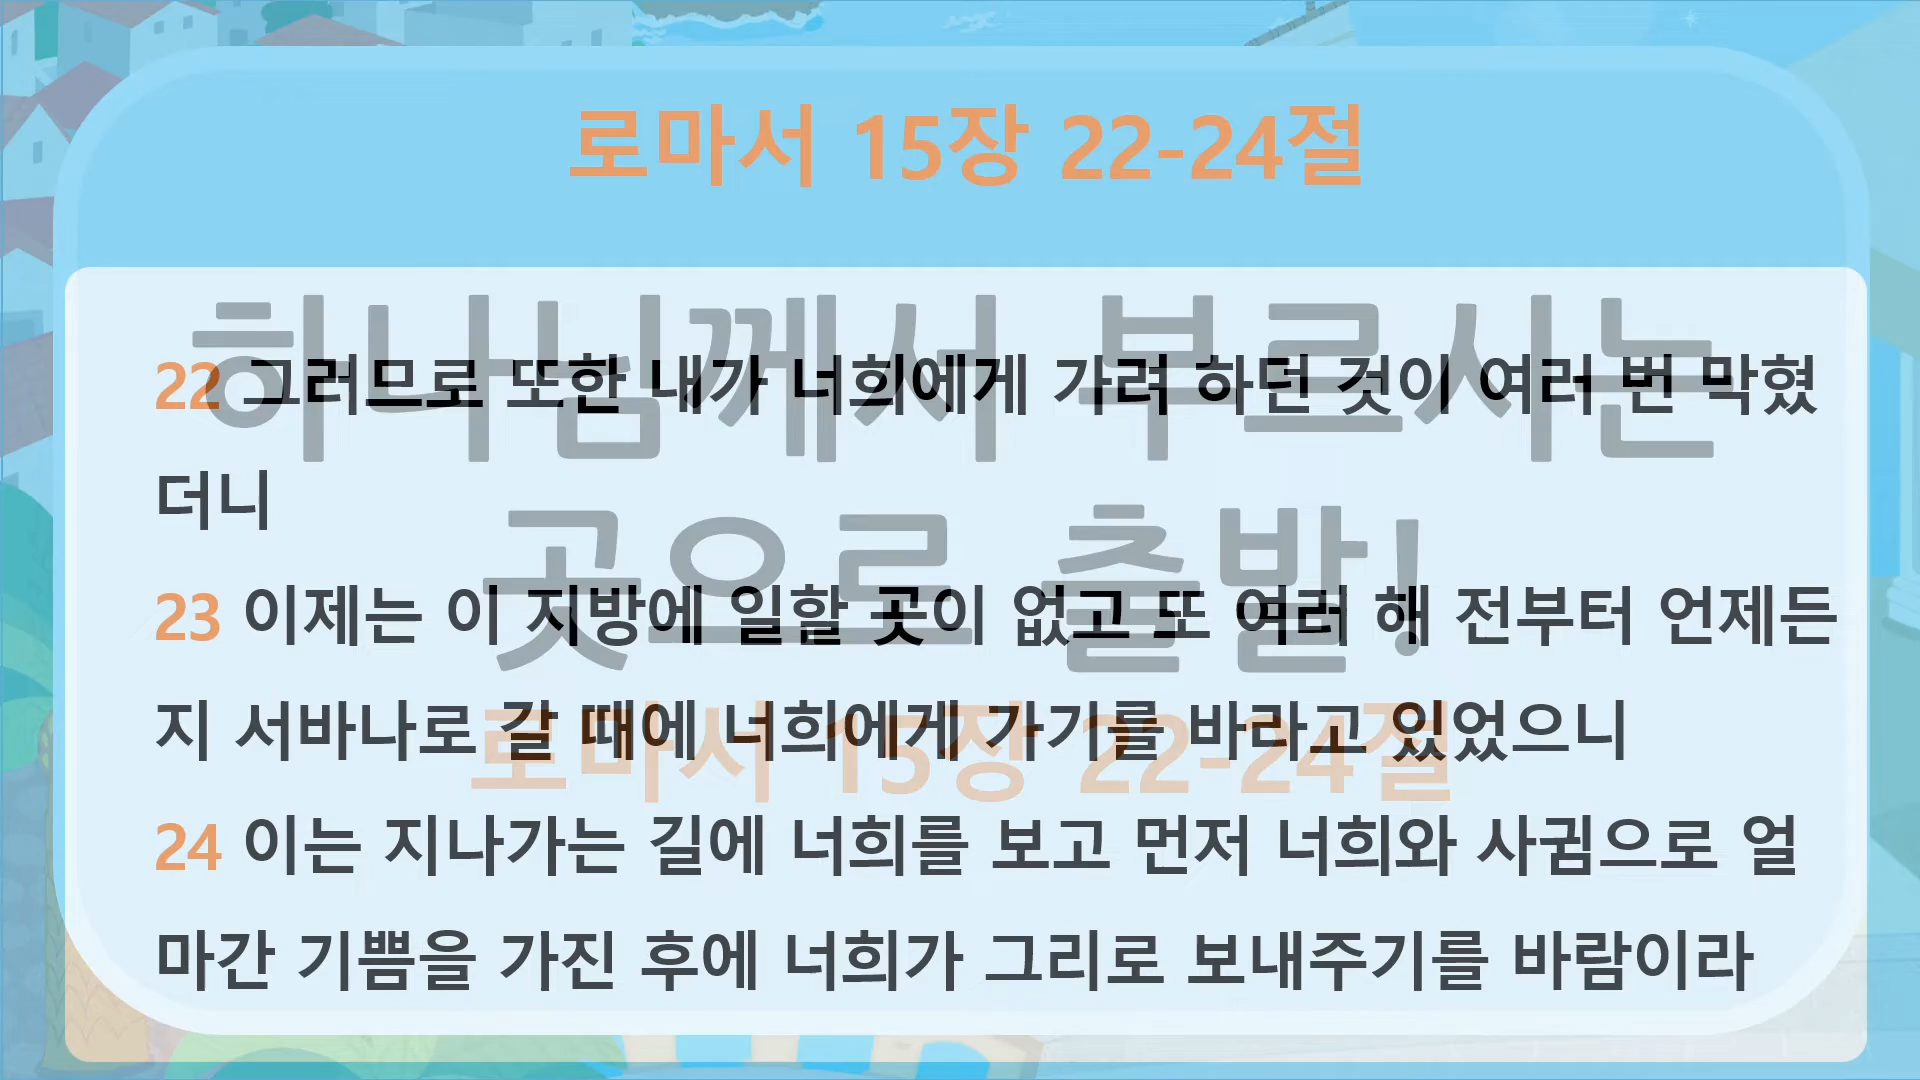 로마서 15장 22-24절
하나님께서 부르시는
22 그러므로 또한 내가 너희에게 가려 하던 것이 여러 번 막혔
더니
곳으로 출발!
23 이제는 이 지방에 일할 곳이 없고 또 여러 해 전부터 언제든
지 서바나로 갈 때에 너희에게 가기를 바라고 있었으니
로마서 15장 22-24절
24 이는 지나가는 길에 너희를 보고 먼저 너희와 사귐으로 얼
마간 기쁨을 가진 후에 너희가 그리로 보내주기를 바람이라